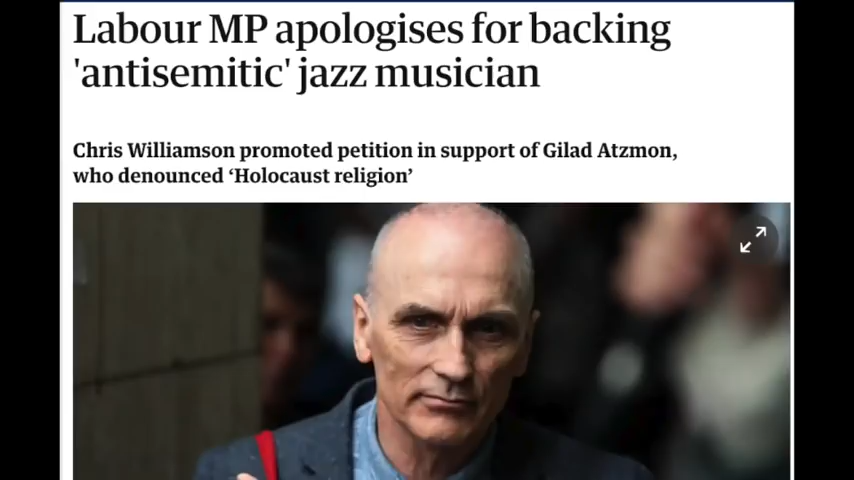 Labour MP apologises for backing
'antisemitic' jazz musician
Chris Williamson promoted petition in support of Gilad Atzmon,
who denounced ‘Holocaust religion’